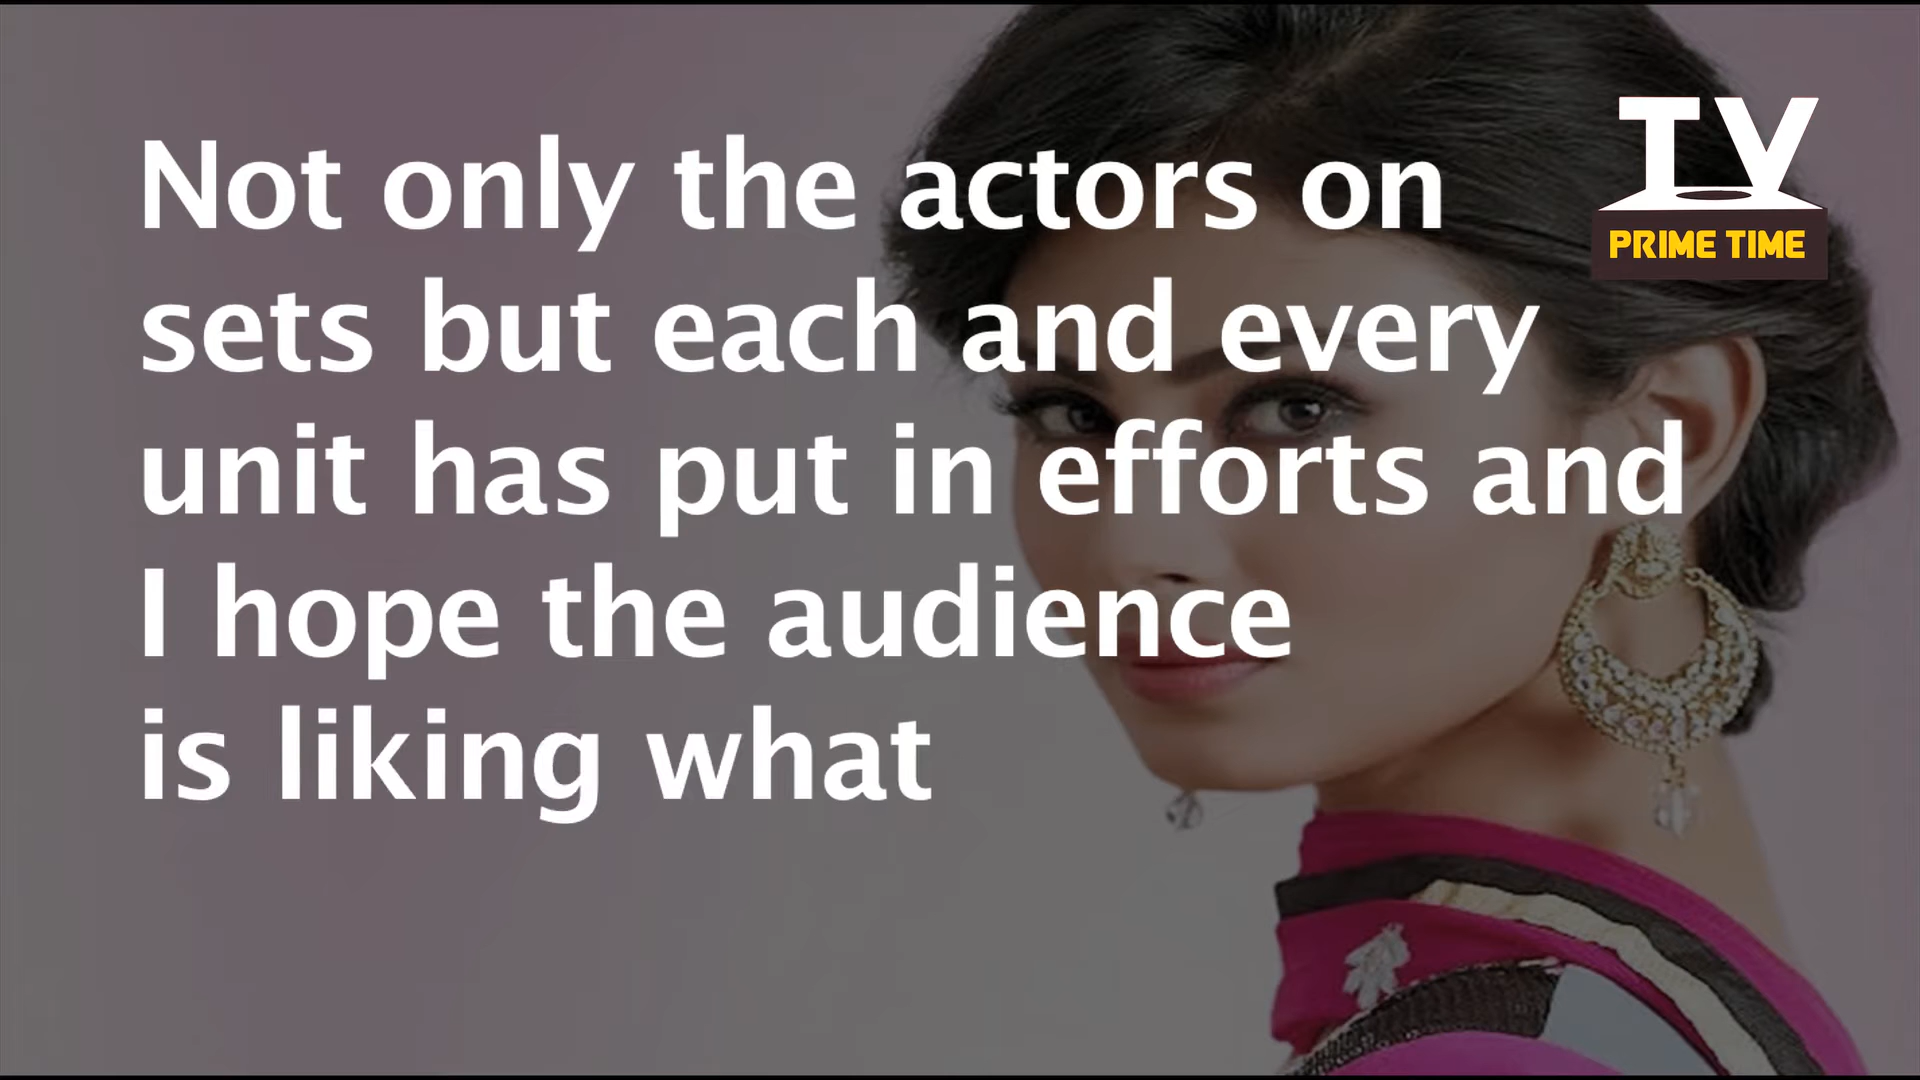 Not only the actors on
sets but each and every
unit has put in efforts and
I hope the audience
is liking what
TV
PRIME TIME